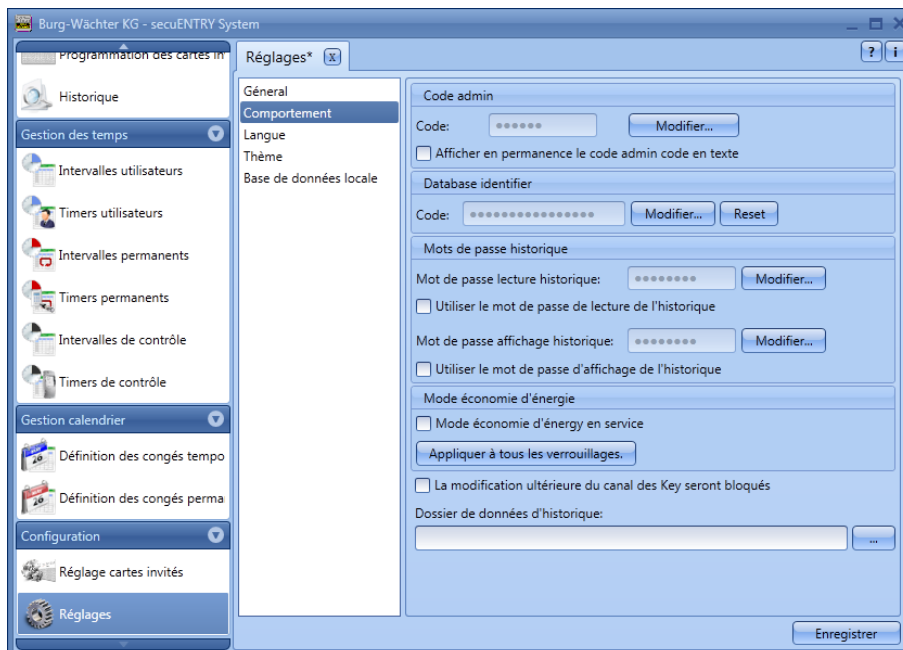 Burg-Wächter KG - secuENTRY System
Programmation des cartes in
Historique
Gestion des temps
Intervalles utilisateurs
Timers utilisateurs
Intervalles permanents
Timers permanents
Intervalles de contrôle
Timers de contrôle
Gestion calendrier
Définition des congés tempo
Définition des congés perma
Configuration
Réglage cartes invités
Réglages
Réglages* x
? i
Géneral
Comportement
Langue
Thème
Base de données locale
Code admin
Code: •••••• Modifier...
Afficher en permanence le code admin code en texte
Database identifier
Code: •••••••••••••••• Modifier... Reset
Mots de passe historique
Mot de passe lecture historique: •••••••• Modifier...
Utiliser le mot de passe de lecture de l'historique
Mot de passe affichage historique: •••••••• Modifier...
Utiliser le mot de passe d'affichage de l'historique
Mode économie d'énergie
Mode économie d'énergy en service
Appliquer à tous les verrouillages.
La modification ultérieure du canal des Key seront bloqués
Dossier de données d'historique:
...
Enregistrer